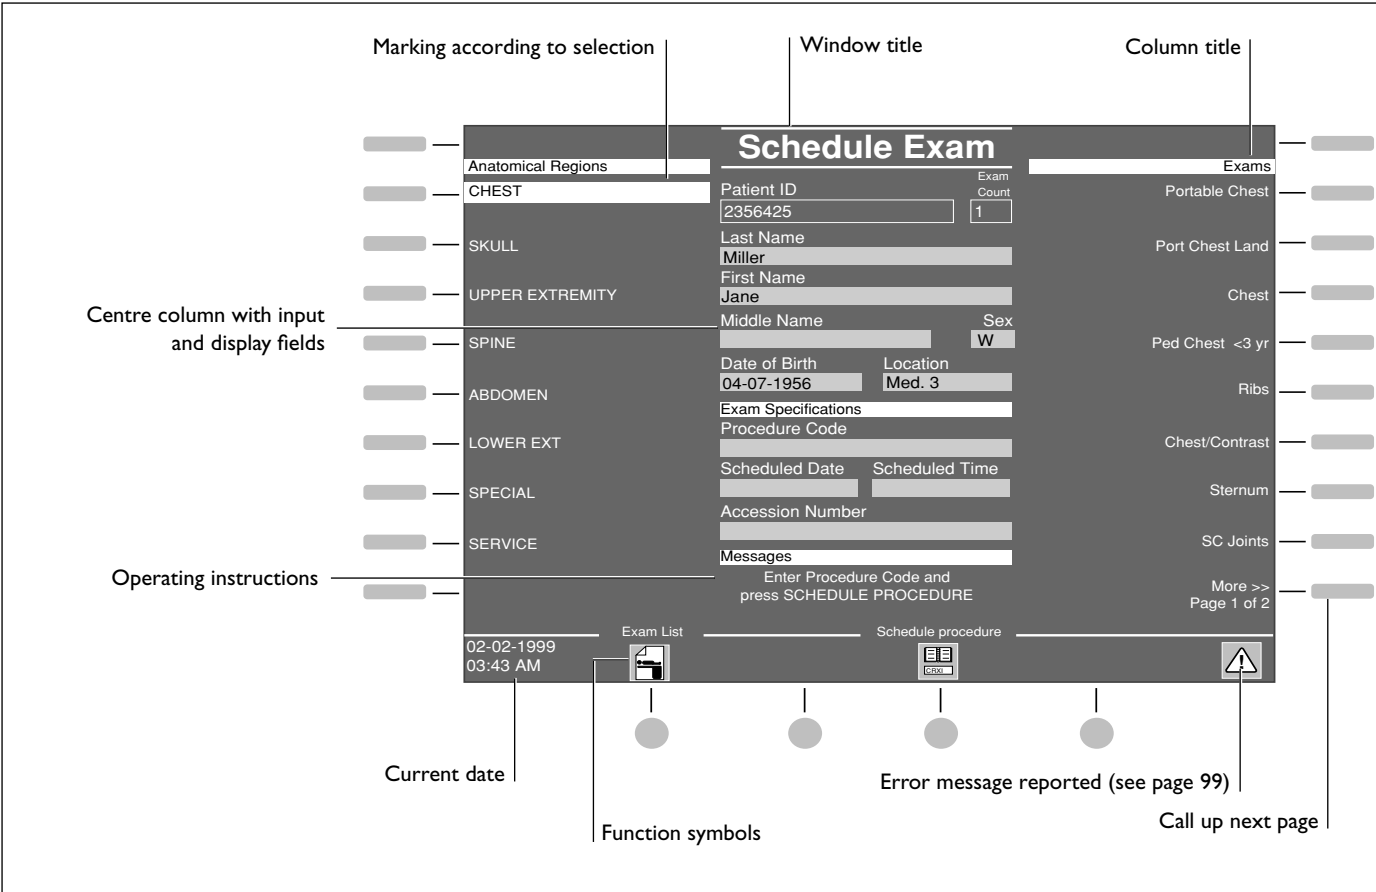 Marking according to selection
Window title
Column title
Schedule Exam
Anatomical Regions
Exams
CHEST
SKULL
UPPER EXTREMITY
SPINE
ABDOMEN
LOWER EXT
SPECIAL
SERVICE
Patient ID
Exam
Count
2356425
1
Last Name
Miller
First Name
Jane
Middle Name
Sex
W
Date of Birth
Location
04-07-1956
Med. 3
Exam Specifications
Procedure Code
Scheduled Date
Scheduled Time
Accession Number
Messages
Enter Procedure Code and
press SCHEDULE PROCEDURE
Portable Chest
Port Chest Land
Chest
Ped Chest <3 yr
Ribs
Chest/Contrast
Sternum
SC Joints
More >>
Page 1 of 2
Centre column with input
and display fields
Operating instructions
02-02-1999
03:43 AM
Exam List
Schedule procedure
CRXI
Current date
Function symbols
Error message reported (see page 99)
Call up next page